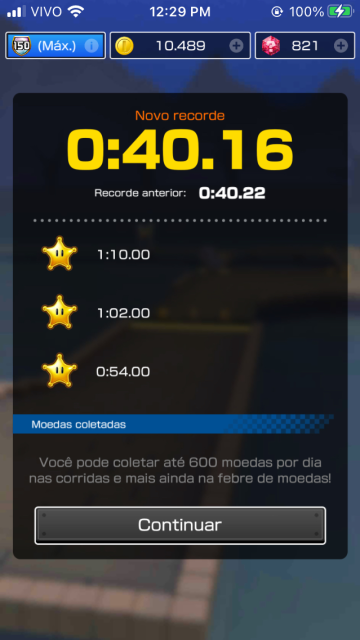 VIVO 12:29 PM 100%
150 (Máx.) i 10.489 + 821 +
Novo recorde
0:40.16
Recorde anterior: 0:40.22
1:10.00
1:02.00
0:54.00
Moedas coletadas
Você pode coletar até 600 moedas por dia
nas corridas e mais ainda na febre de moedas!
Continuar